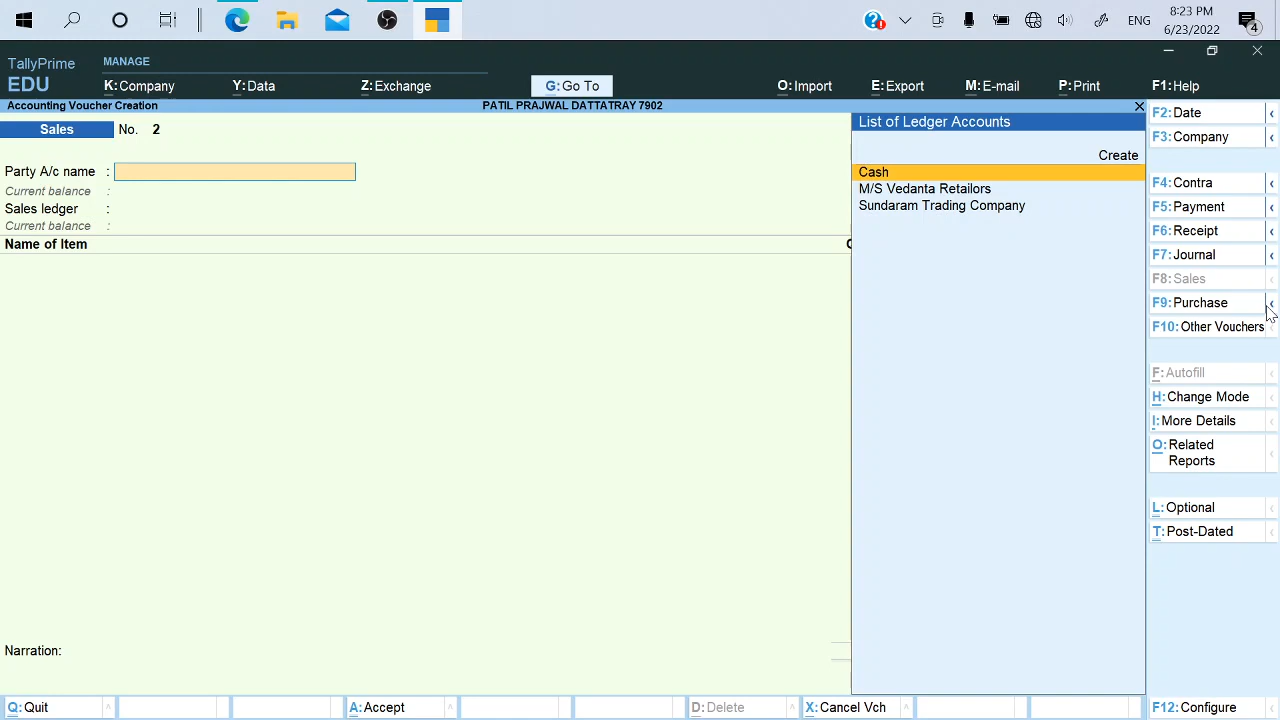 ENG
8:23 PM
6/23/2022
4
TallyPrime
EDU
MANAGE
K:Company
Y:Data
Z:Exchange
G:Go To
O:Import
E:Export
M:E-mail
P:Print
F1:Help
Accounting Voucher Creation
PATIL PRAJWAL DATTATRAY 7902
Sales No. 2
Party A/c name :
Current balance :
Sales ledger :
Current balance :
Name of Item
Narration:
List of Ledger Accounts
Create
Cash
M/S Vedanta Retailors
Sundaram Trading Company
F2:Date
F3:Company
F4:Contra
F5:Payment
F6:Receipt
F7:Journal
F8:Sales
F9:Purchase
F10:Other Vouchers
F:Autofill
H:Change Mode
I:More Details
O:Related
Reports
L:Optional
T:Post-Dated
Q:Quit
A:Accept
D:Delete
X:Cancel Vch
F12:Configure